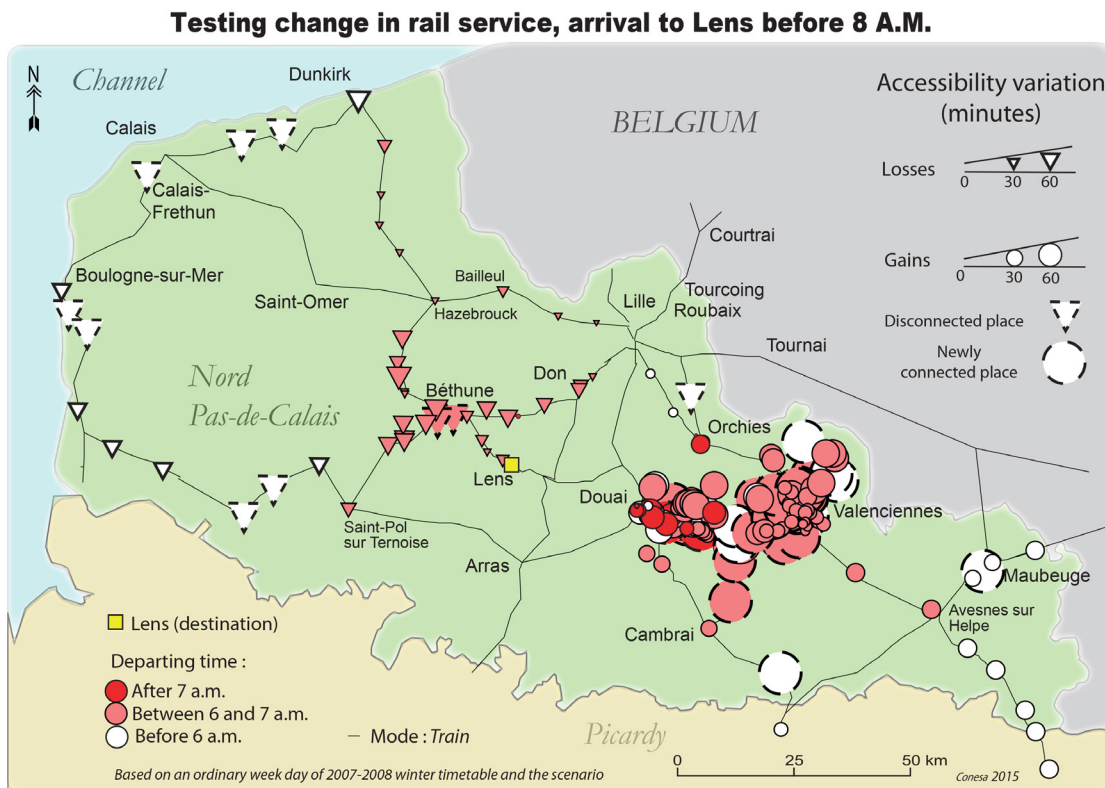 Testing change in rail service, arrival to Lens before 8 A.M.
N
Channel
Dunkirk
Calais
BELGIUM
Accessibility variation
(minutes)
Losses
0 30 60
Gains
0 30 60
Disconnected place
Newly
connected place
Calais-
Frethun
Courtrai
Boulogne-sur-Mer
Bailleul
Saint-Omer
Hazebrouck
Lille
Tourcoing
Roubaix
Tournai
Nord
Pas-de-Calais
Don
Béthune
Orchies
Lens
Douai
Valenciennes
Saint-Pol
sur Ternoise
Arras
Maubeuge
Avesnes sur
Helpe
Cambrai
Lens (destination)
Departing time :
After 7 a.m.
Between 6 and 7 a.m.
Before 6 a.m.
– Mode : Train
Picardy
0 25 50 km
Based on an ordinary week day of 2007-2008 winter timetable and the scenario
Conesa 2015